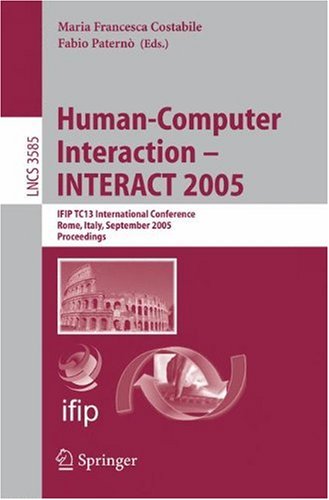 Maria Francesca Costabile
Fabio Paternò (Eds.)
LNCS 3585
Human-Computer
Interaction –
INTERACT 2005
IFIP TC13 International Conference
Rome, Italy, September 2005
Proceedings
ifip
Springer